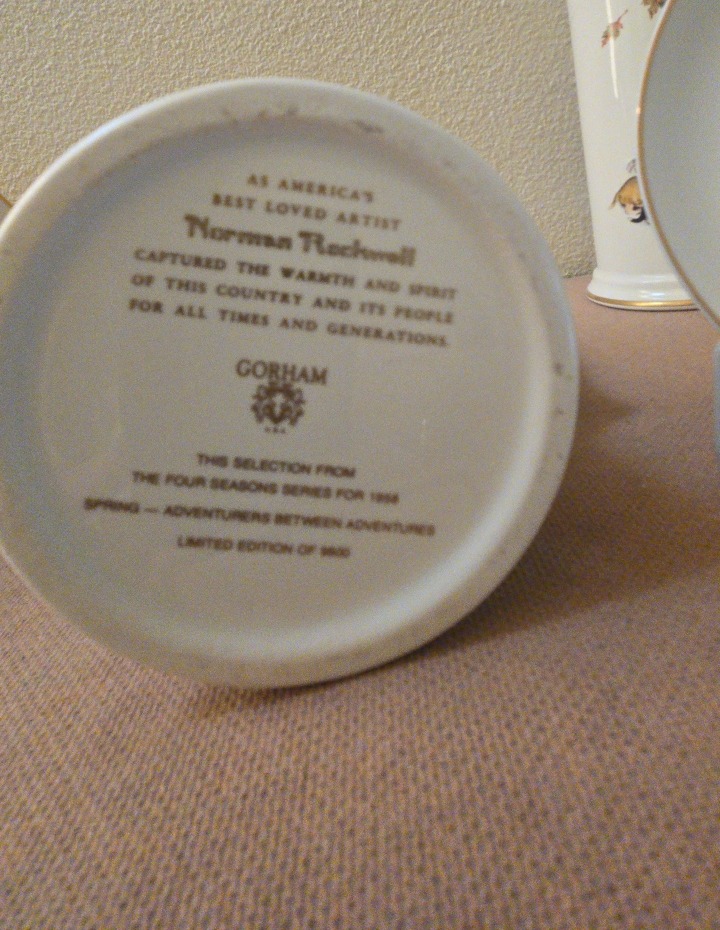 AS AMERICA'S
BEST LOVED ARTIST
Norman Rockwell
CAPTURED THE WARMTH AND SPIRIT
OF THIS COUNTRY AND ITS PEOPLE
FOR ALL TIMES AND GENERATIONS.
GORHAM
THIS SELECTION FROM
THE FOUR SEASONS SERIES FOR
SPRING — ADVENTURERS BETWEEN ADVENTURES
LIMITED EDITION OF